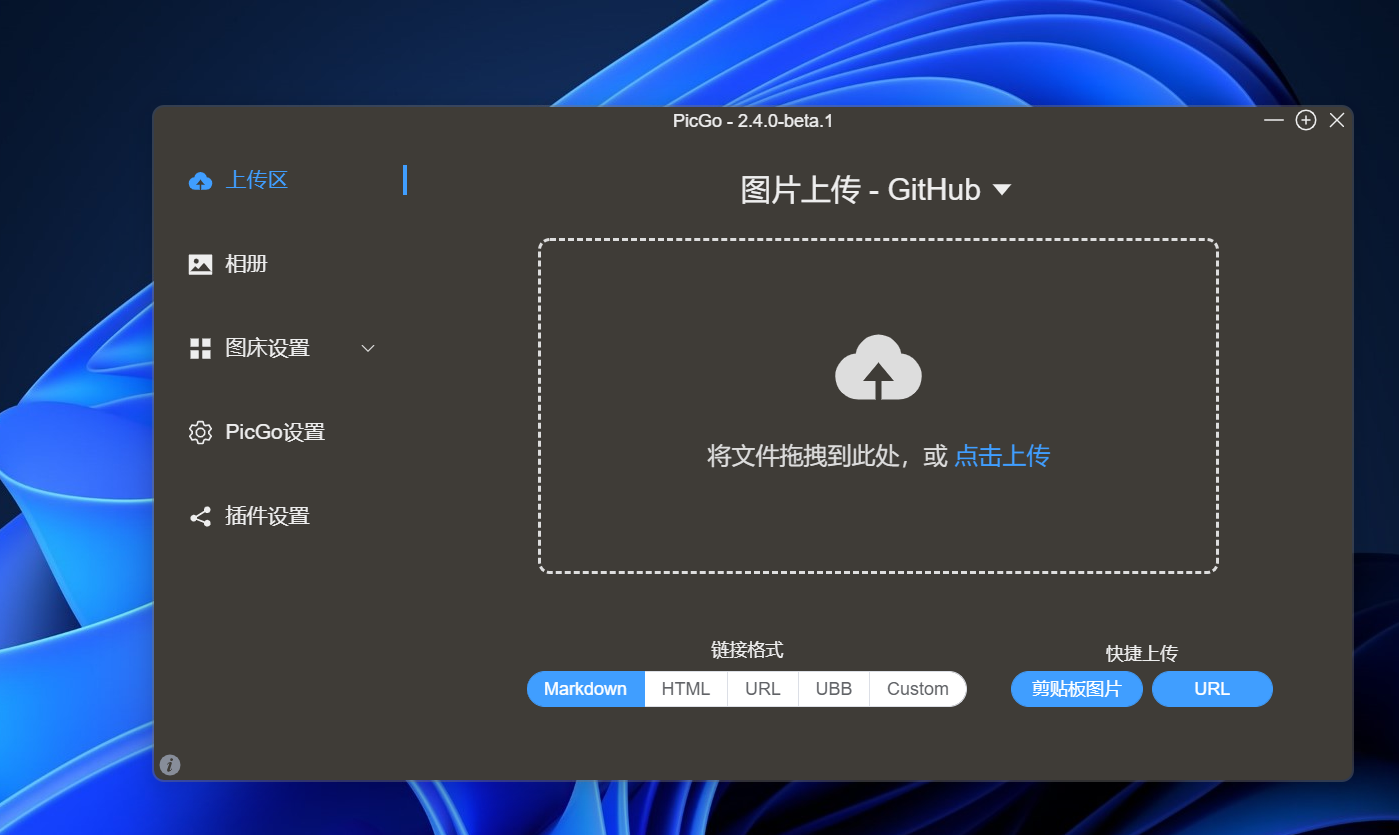 PicGo - 2.4.0-beta.1
上传区
相册
图床设置
PicGo设置
插件设置
图片上传 - GitHub
将文件拖拽到此处，或 点击上传
链接格式
Markdown HTML URL UBB Custom
快捷上传
剪贴板图片 URL
i